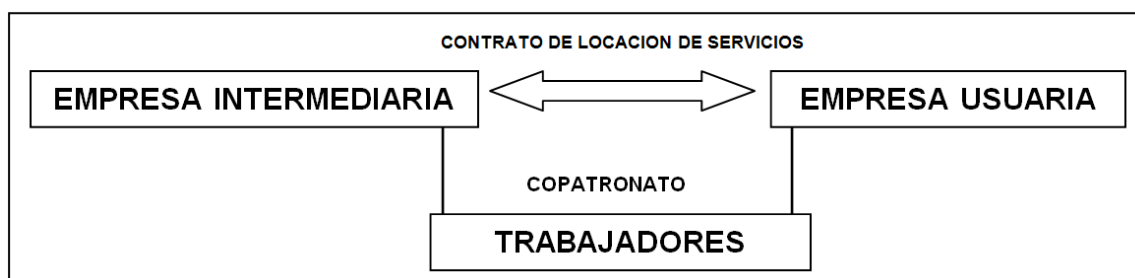 CONTRATO DE LOCACION DE SERVICIOS
EMPRESA INTERMEDIARIA
EMPRESA USUARIA
COPATRONATO
TRABAJADORES